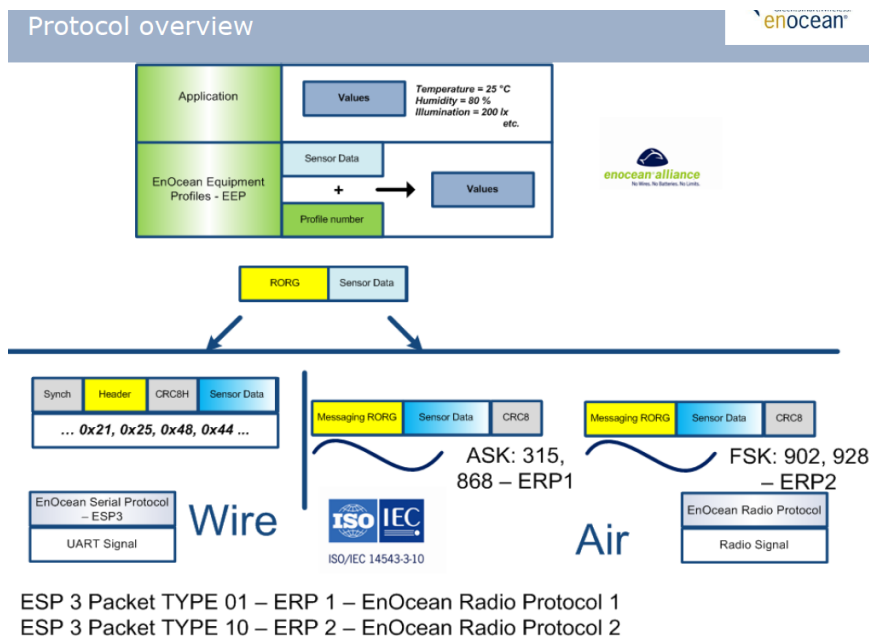 Protocol overview
enocean®
Application
Values
Temperature = 25 °C
Humidity = 80 %
Illumination = 200 lx
etc.
EnOcean Equipment
Profiles - EEP
Sensor Data
+
Profile number
Values
enocean alliance
No Wires. No Batteries. No Limits.
RORG
Sensor Data
Synch
Header
CRC8H
Sensor Data
... 0x21, 0x25, 0x48, 0x44 ...
Messaging RORG
Sensor Data
CRC8
ASK: 315,
868 – ERP1
Messaging RORG
Sensor Data
CRC8
FSK: 902, 928
– ERP2
EnOcean Serial Protocol
– ESP3
UART Signal
Wire
ISO IEC
ISO/IEC 14543-3-10
Air
EnOcean Radio Protocol
Radio Signal
ESP 3 Packet TYPE 01 – ERP 1 – EnOcean Radio Protocol 1
ESP 3 Packet TYPE 10 – ERP 2 – EnOcean Radio Protocol 2